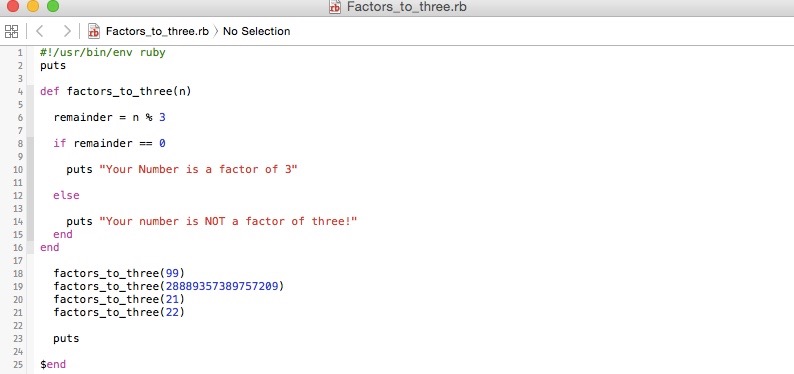 Factors_to_three.rb
Factors_to_three.rb 〉 No Selection
1 #!/usr/bin/env ruby
2 puts
3
4 def factors_to_three(n)
5
6 remainder = n % 3
7
8 if remainder == 0
9
10 puts "Your Number is a factor of 3"
11
12 else
13
14 puts "Your number is NOT a factor of three!"
15 end
16 end
17
18 factors_to_three(99)
19 factors_to_three(28889357389757209)
20 factors_to_three(21)
21 factors_to_three(22)
22
23 puts
24
25 $end